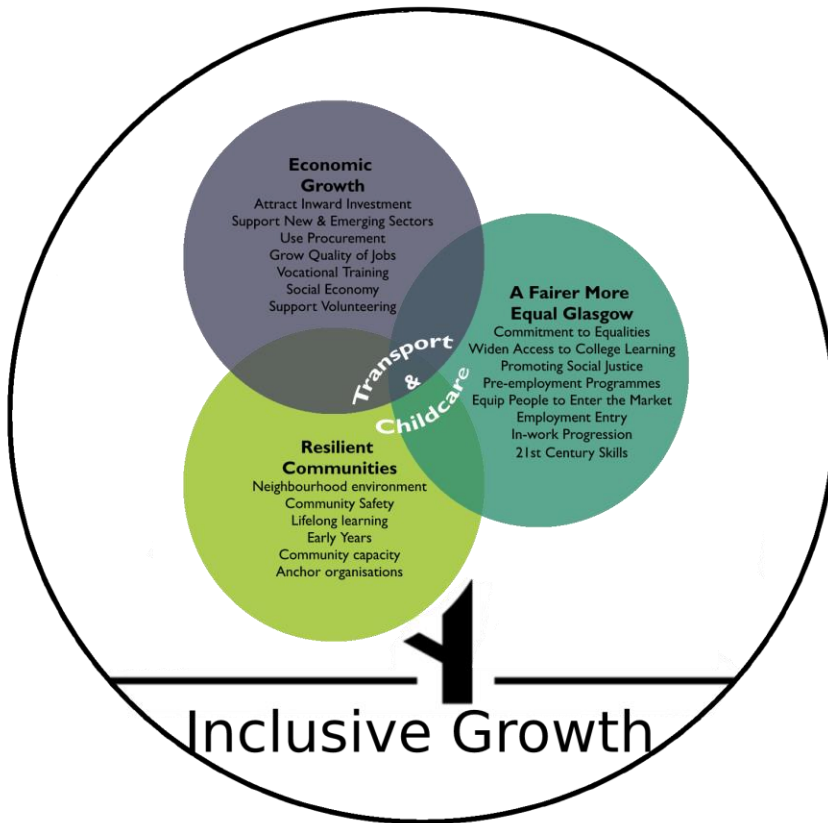 Economic
Growth
Attract Inward Investment
Support New & Emerging Sectors
Use Procurement
Grow Quality of Jobs
Vocational Training
Social Economy
Support Volunteering
A Fairer More
Equal Glasgow
Commitment to Equalities
Widen Access to College Learning
Promoting Social Justice
Pre-employment Programmes
Equip People to Enter the Market
Employment Entry
In-work Progression
21st Century Skills
Transport
&
Childcare
Resilient
Communities
Neighbourhood environment
Community Safety
Lifelong learning
Early Years
Community capacity
Anchor organisations
Inclusive Growth